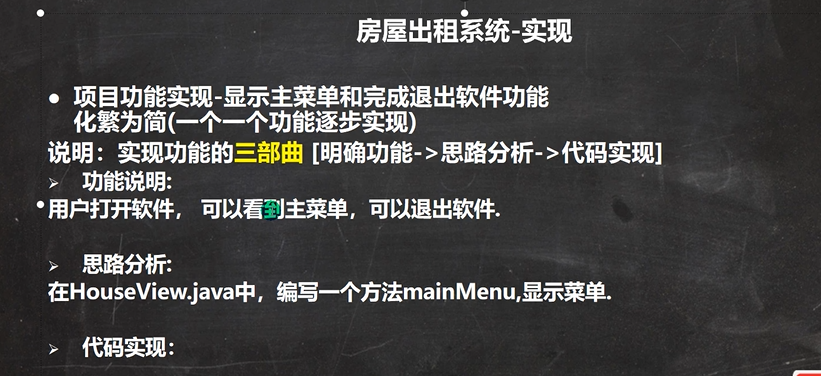 房屋出租系统-实现
● 项目功能实现-显示主菜单和完成退出软件功能
化繁为简(一个一个功能逐步实现)
说明：实现功能的三部曲 [明确功能->思路分析->代码实现]
➢ 功能说明:
用户打开软件， 可以看到主菜单，可以退出软件.
➢ 思路分析:
在HouseView.java中，编写一个方法mainMenu,显示菜单.
➢ 代码实现：